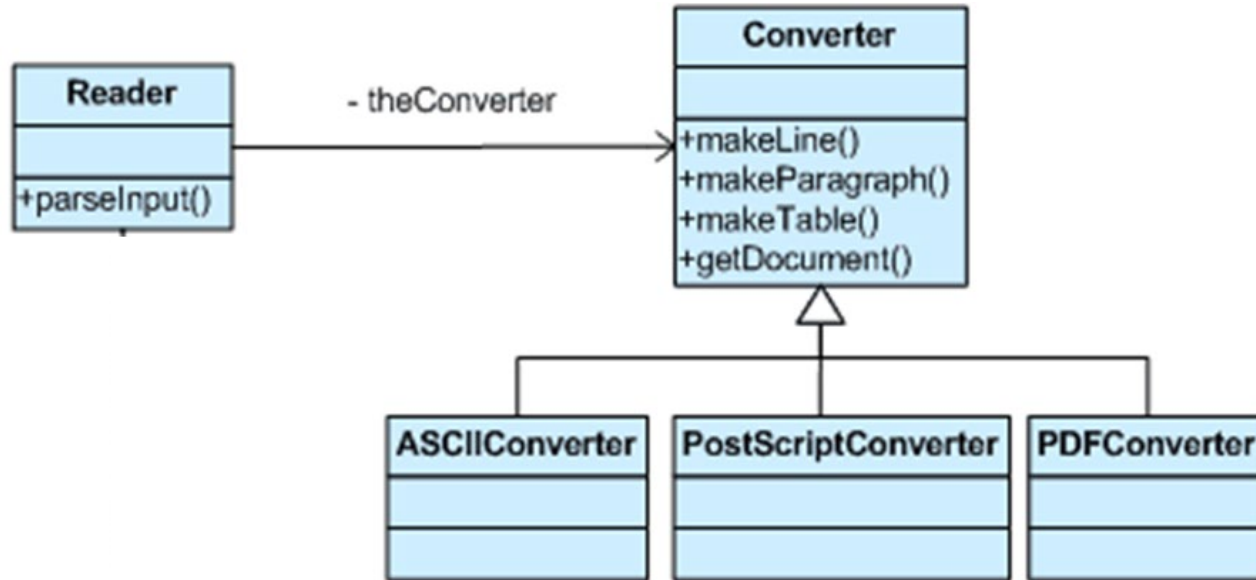 Reader
+parseInput()
- theConverter
Converter
+makeLine()
+makeParagraph()
+makeTable()
+getDocument()
ASCIIConverter
PostScriptConverter
PDFConverter